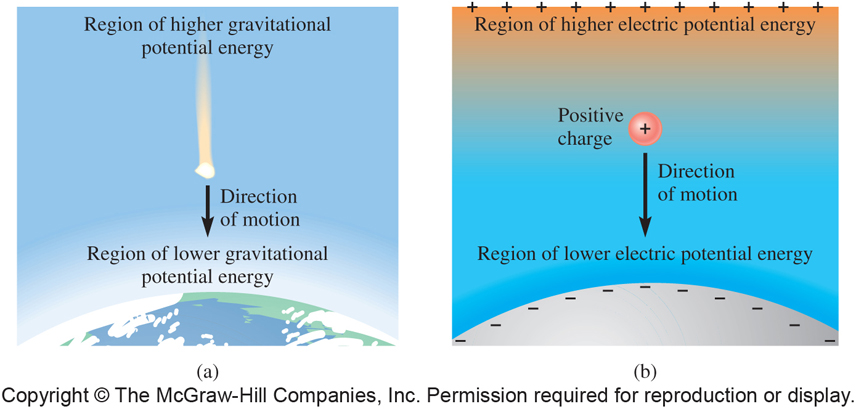 Region of higher gravitational
potential energy
Direction
of motion
Region of lower gravitational
potential energy
(a)
+ + + + + + + + + + +
Region of higher electric potential energy
Positive
charge
+
Direction
of motion
Region of lower electric potential energy
− − − − − − − − − − −
(b)
Copyright © The McGraw-Hill Companies, Inc. Permission required for reproduction or display.